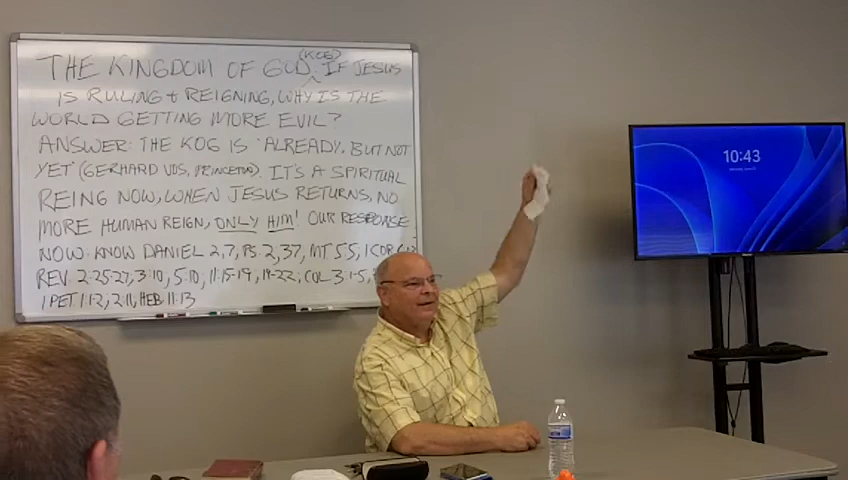 (KOG)
THE KINGDOM OF GOD: IF JESUS
IS RULING & REIGNING, WHY IS THE
WORLD GETTING MORE EVIL?
ANSWER: THE KOG IS "ALREADY, BUT NOT
YET" (GERHARD VOS, PRINCETON). IT'S A SPIRITUAL
REING NOW, WHEN JESUS RETURNS, NO
MORE HUMAN REIGN, ONLY HIM! OUR RESPONSE
NOW: KNOW DANIEL 2,7, PS. 2, 37, MT 5:5, 1 COR 6:2
REV. 2:25-27, 3:10, 5:10, 11:15-19, 19-22; COL 3:1-5,
1 PET 1:1-2, 2:11, HEB 11:13
10:43